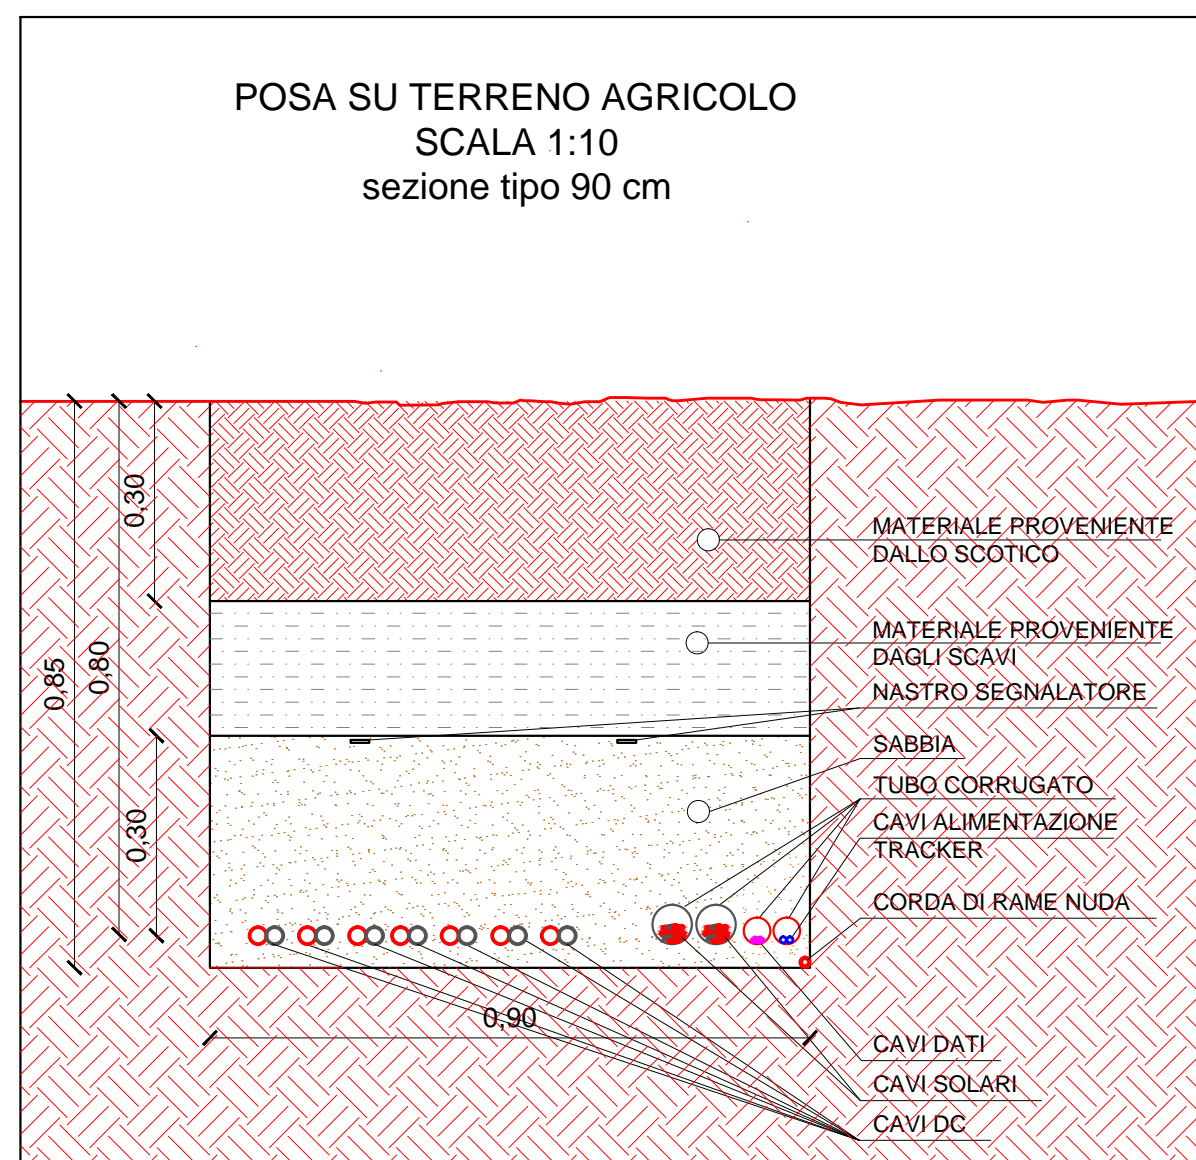 POSA SU TERRENO AGRICOLO
SCALA 1:10
sezione tipo 90 cm
0,30
0,85
0,80
0,30
0,90
MATERIALE PROVENIENTE
DALLO SCOTICO
MATERIALE PROVENIENTE
DAGLI SCAVI
NASTRO SEGNALATORE
SABBIA
TUBO CORRUGATO
CAVI ALIMENTAZIONE
TRACKER
CORDA DI RAME NUDA
CAVI DATI
CAVI SOLARI
CAVI DC